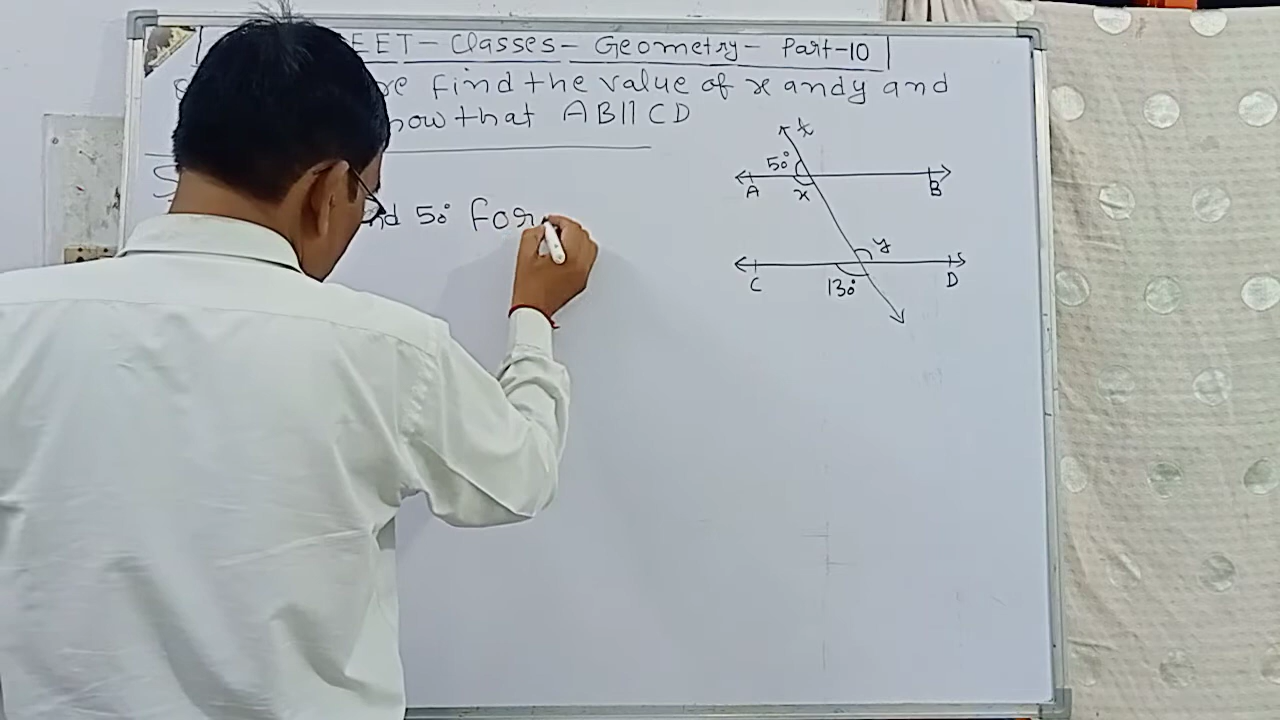 EET - Classes - Geometry - Part-10
re find the value of x and y and
how that AB || CD
nd 50° for
t
50°
A
x
B
y
C
130°
D
S